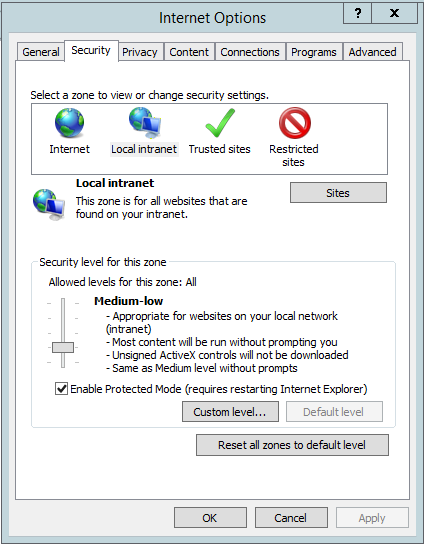 Internet Options
? x
General Security Privacy Content Connections Programs Advanced
Select a zone to view or change security settings.
Internet Local intranet Trusted sites Restricted
sites
Local intranet
Sites
This zone is for all websites that are
found on your intranet.
Security level for this zone
Allowed levels for this zone: All
Medium-low
- Appropriate for websites on your local network
(intranet)
- Most content will be run without prompting you
- Unsigned ActiveX controls will not be downloaded
- Same as Medium level without prompts
Enable Protected Mode (requires restarting Internet Explorer)
Custom level... Default level
Reset all zones to default level
OK Cancel Apply